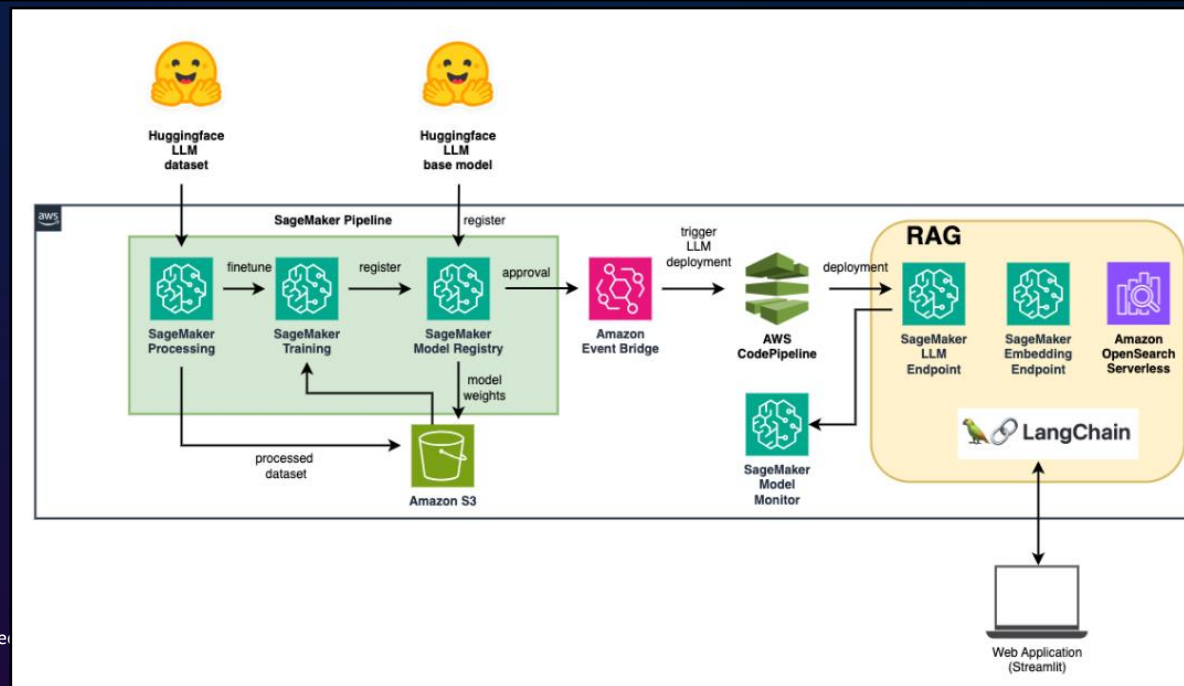 Huggingface
LLM
dataset
Huggingface
LLM
base model
aws
SageMaker Pipeline
register
trigger
LLM
deployment
RAG
finetune
register
approval
deployment
SageMaker
Processing
SageMaker
Training
SageMaker
Model Registry
Amazon
Event Bridge
AWS
CodePipeline
SageMaker
LLM
Endpoint
SageMaker
Embedding
Endpoint
Amazon
OpenSearch
Serverless
model
weights
LangChain
processed
dataset
Amazon S3
SageMaker
Model
Monitor
Web Application
(Streamlit)